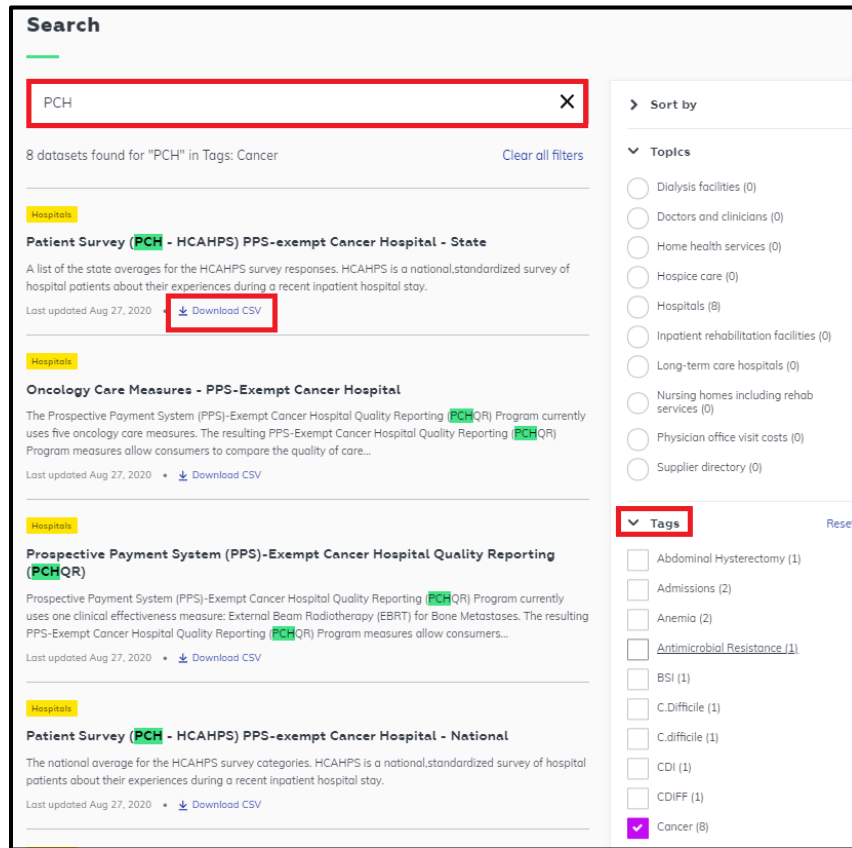 Search
PCH
8 datasets found for "PCH" in Tags: Cancer
Clear all filters
Hospitals
Patient Survey (PCH - HCAHPS) PPS-exempt Cancer Hospital - State
A list of the state averages for the HCAHPS survey responses. HCAHPS is a national,standardized survey of
hospital patients about their experiences during a recent inpatient hospital stay.
Last updated Aug 27, 2020 • Download CSV
Hospitals
Oncology Care Measures - PPS-Exempt Cancer Hospital
The Prospective Payment System (PPS)-Exempt Cancer Hospital Quality Reporting (PCHQR) Program currently
uses five oncology care measures. The resulting PPS-Exempt Cancer Hospital Quality Reporting (PCHQR)
Program measures allow consumers to compare the quality of care...
Last updated Aug 27, 2020 • Download CSV
Hospitals
Prospective Payment System (PPS)-Exempt Cancer Hospital Quality Reporting
(PCHQR)
Prospective Payment System (PPS)-Exempt Cancer Hospital Quality Reporting (PCHQR) Program currently
uses one clinical effectiveness measure: External Beam Radiotherapy (EBRT) for Bone Metastases. The resulting
PPS-Exempt Cancer Hospital Quality Reporting (PCHQR) Program measures allow consumers...
Last updated Aug 27, 2020 • Download CSV
Hospitals
Patient Survey (PCH - HCAHPS) PPS-exempt Cancer Hospital - National
The national average for the HCAHPS survey categories. HCAHPS is a national,standardized survey of hospital
patients about their experiences during a recent inpatient hospital stay.
Last updated Aug 27, 2020 • Download CSV
Sort by
Topics
Dialysis facilities (0)
Doctors and clinicians (0)
Home health services (0)
Hospice care (0)
Hospitals (8)
Inpatient rehabilitation facilities (0)
Long-term care hospitals (0)
Nursing homes including rehab
services (0)
Physician office visit costs (0)
Supplier directory (0)
Tags
Abdominal Hysterectomy (1)
Admissions (2)
Anemia (2)
Antimicrobial Resistance (1)
BSI (1)
C.Difficile (1)
C.difficile (1)
CDI (1)
CDIFF (1)
Cancer (8)